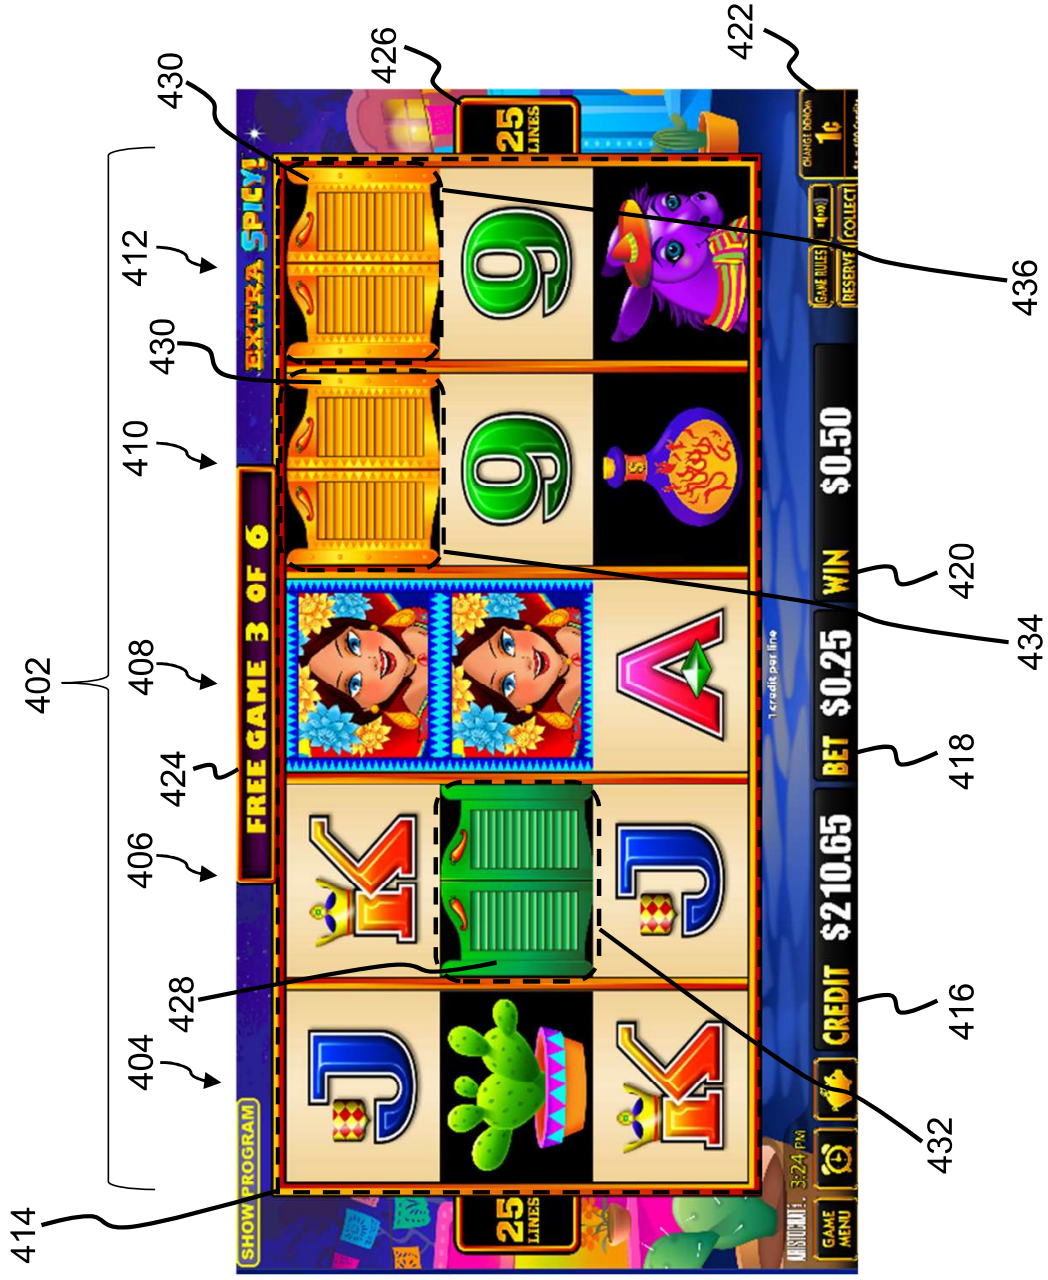 414
402
404 406 408 410 412
424 428 430 430
SHOW PROGRAM
FREE GAME 3 OF 6
EXTRA SPICY!
426
J K
25
LINES
25
LINES
9 9
K J A
422
1 credit per line
3:24 PM
GAME
MENU
CREDIT $210.65
BET $0.25
WIN $0.50
GAME RULES
RESERVE
COLLECT
CHANGE DENOM
1¢
416 418 420
432
434
436